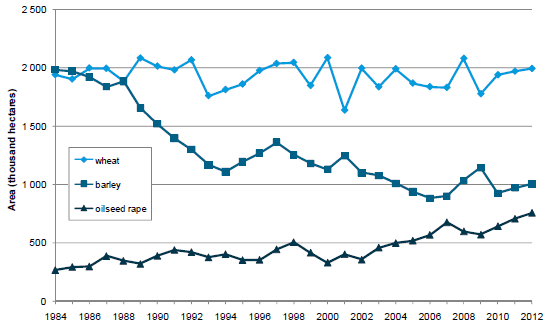 2 500
2 000
1 500
1 000
500
0
Area (thousand hectares)
wheat
barley
oilseed rape
1984 1986 1988 1990 1992 1994 1996 1998 2000 2002 2004 2006 2008 2010 2012